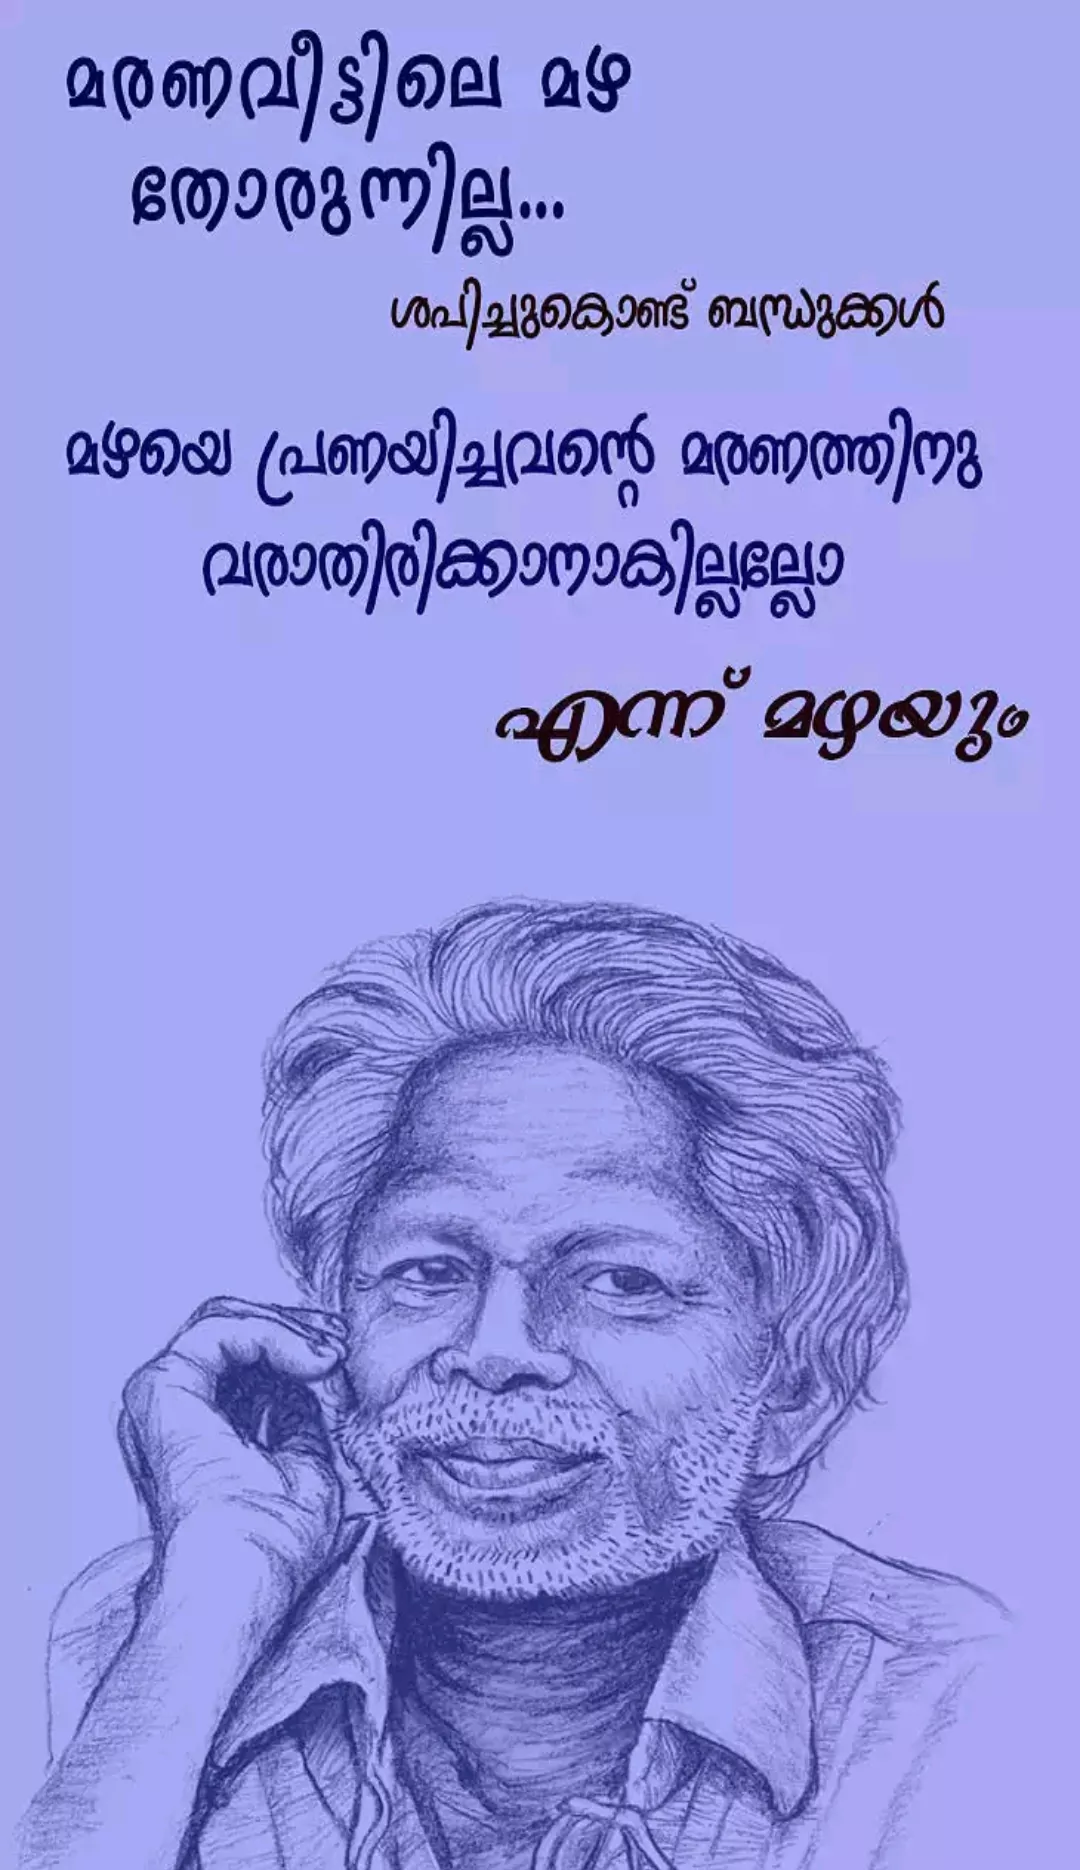 മരണവീട്ടിലെ മഴ
തോരുന്നില്ല...
ശപിച്ചുകൊണ്ട് ബന്ധുക്കൾ
മഴയെ പ്രണയിച്ചവന്റെ മരണത്തിനു
വരാതിരിക്കാനാകില്ലല്ലോ
എന്ന് മഴയും